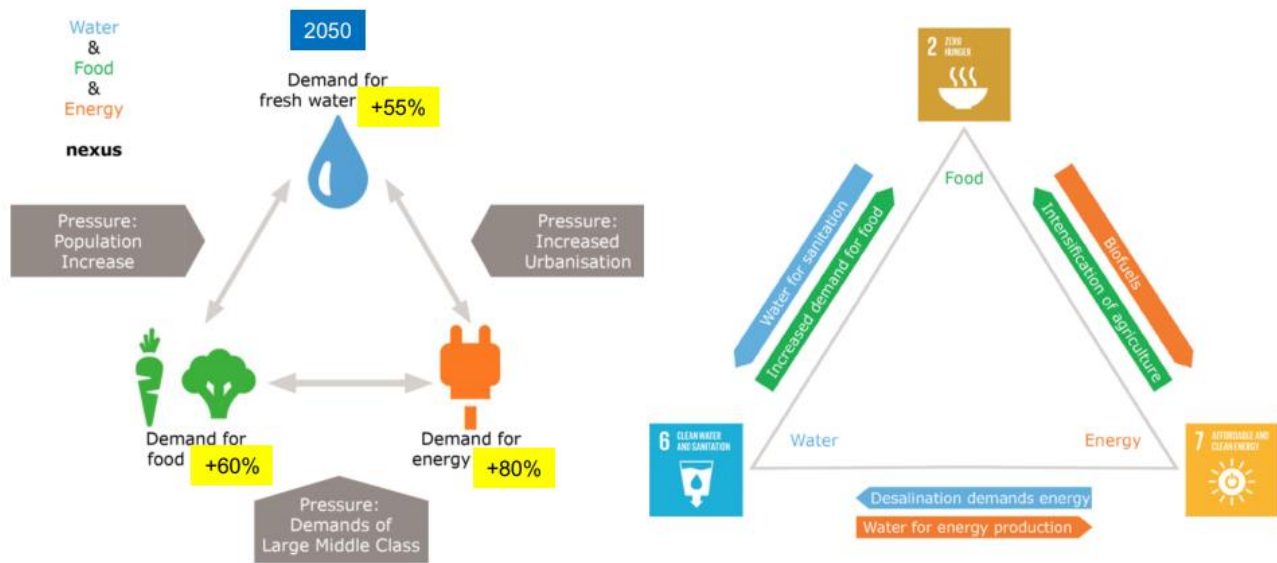 Water
&
Food
&
Energy
nexus
2050
Demand for
fresh water
+55%
Pressure:
Population
Increase
Pressure:
Increased
Urbanisation
Demand for
food
+60%
Demand for
energy
+80%
Pressure:
Demands of
Large Middle Class
2 ZERO
HUNGER
Food
Water for sanitation
Increased demand for food
Biofuels
Intensification of agriculture
6 CLEAN WATER
AND SANITATION
Water
Energy
7 AFFORDABLE AND
CLEAN ENERGY
Desalination demands energy
Water for energy production